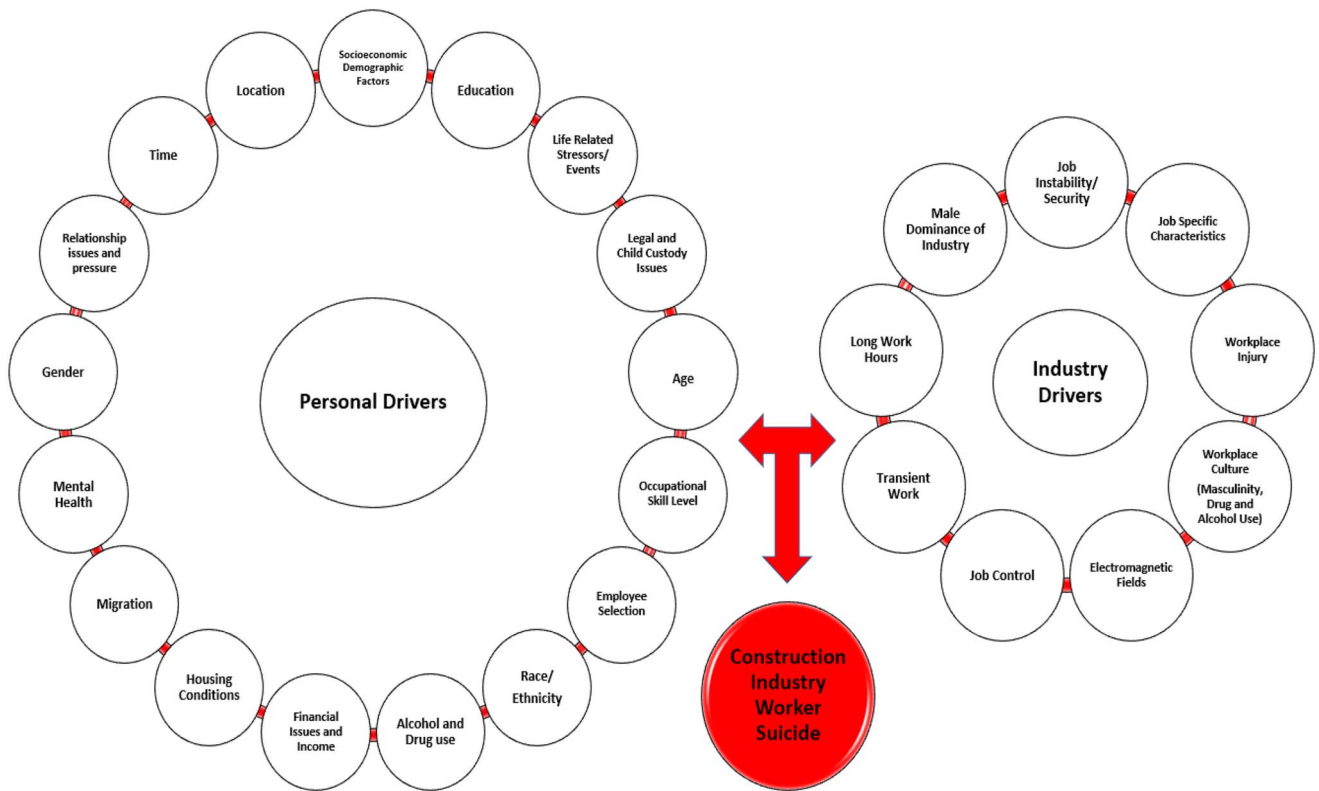 Socioeconomic
Demographic
Factors
Education
Life Related
Stressors/
Events
Legal and
Child Custody
Issues
Age
Occupational
Skill Level
Employee
Selection
Race/
Ethnicity
Alcohol and
Drug use
Financial
Issues and
Income
Housing
Conditions
Migration
Mental
Health
Gender
Relationship
issues and
pressure
Time
Location
Personal Drivers
Job
Instability/
Security
Job Specific
Characteristics
Workplace
Injury
Workplace
Culture
(Masculinity,
Drug and
Alcohol Use)
Electromagnetic
Fields
Job Control
Transient
Work
Long Work
Hours
Male
Dominance of
Industry
Industry
Drivers
Construction
Industry
Worker
Suicide